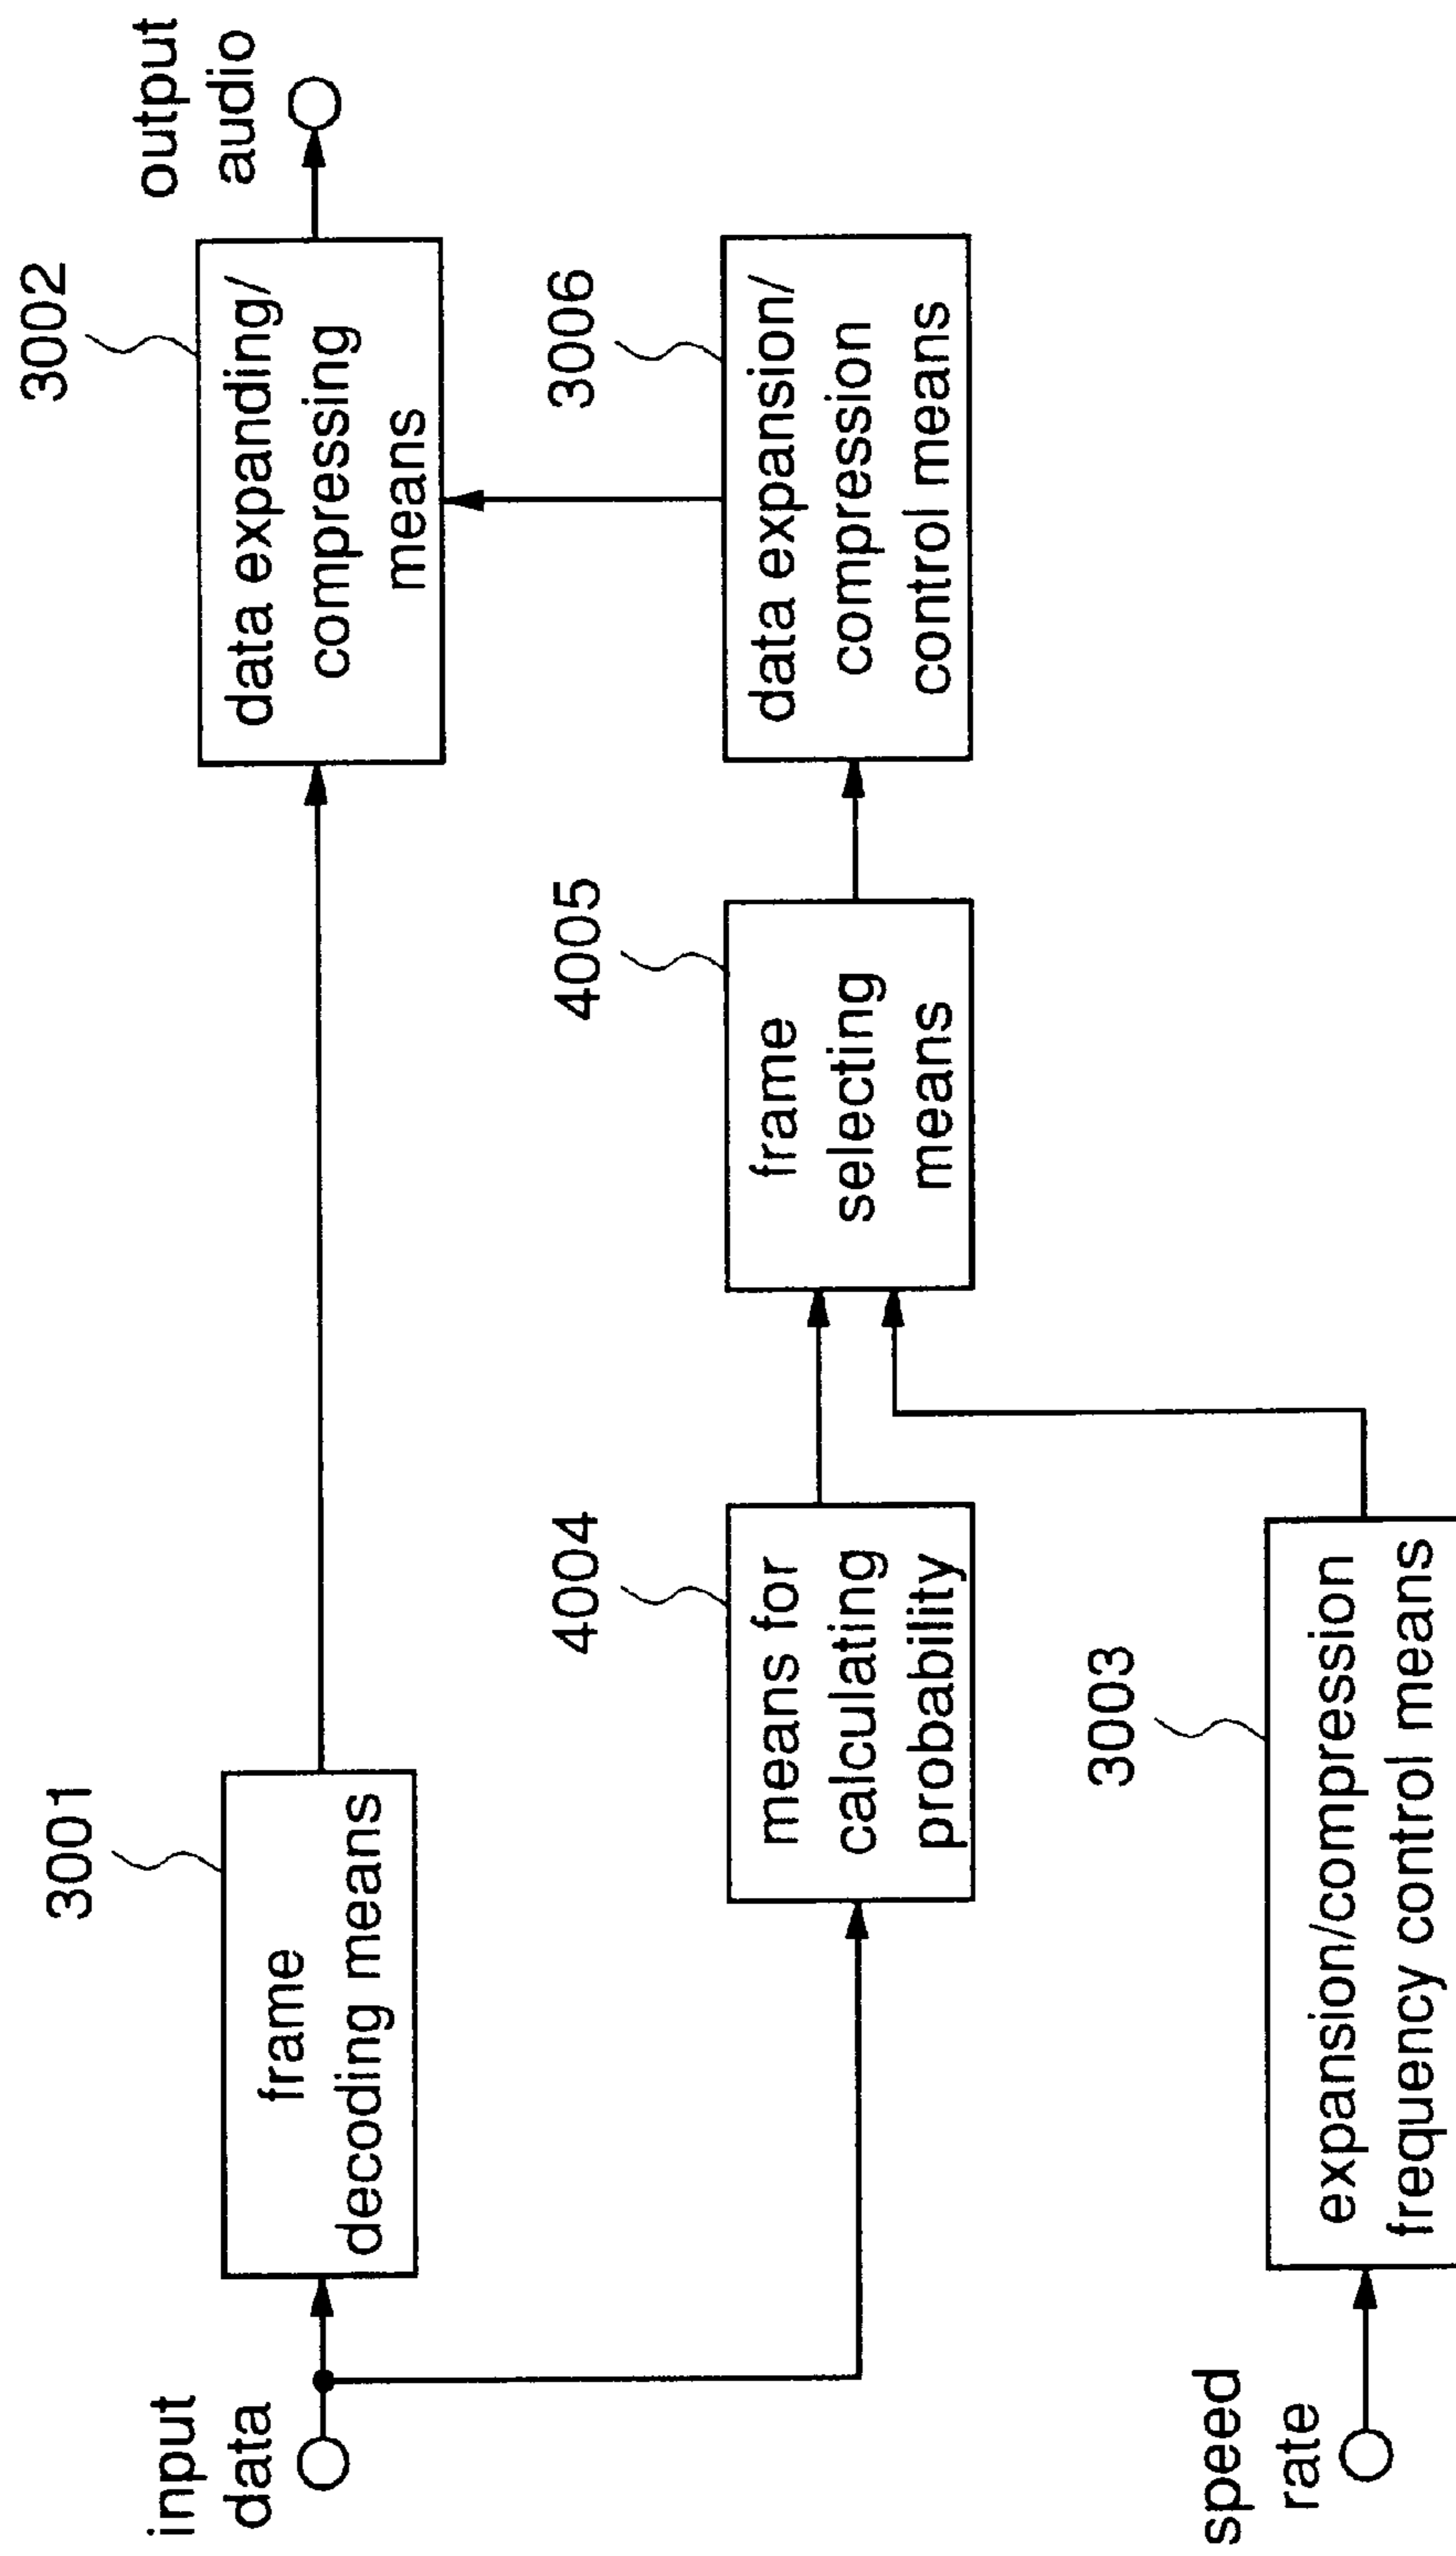 input
data
3001
frame
decoding means
3002
data expanding/
compressing
means
output
audio
4004
means for
calculating
probability
4005
frame
selecting
means
3006
data expansion/
compression
control means
speed
rate
3003
expansion/compression
frequency control means